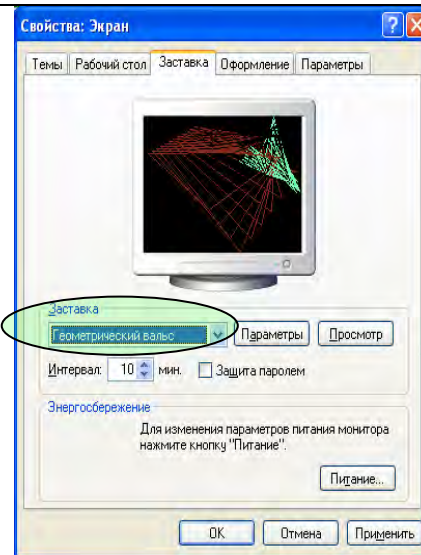 Свойства: Экран
Темы Рабочий стол Заставка Оформление Параметры
Заставка
Геометрический вальс Параметры Просмотр
Интервал: 10 мин. Защита паролем
Энергосбережение
Для изменения параметров питания монитора
нажмите кнопку "Питание".
Питание...
OK Отмена Применить